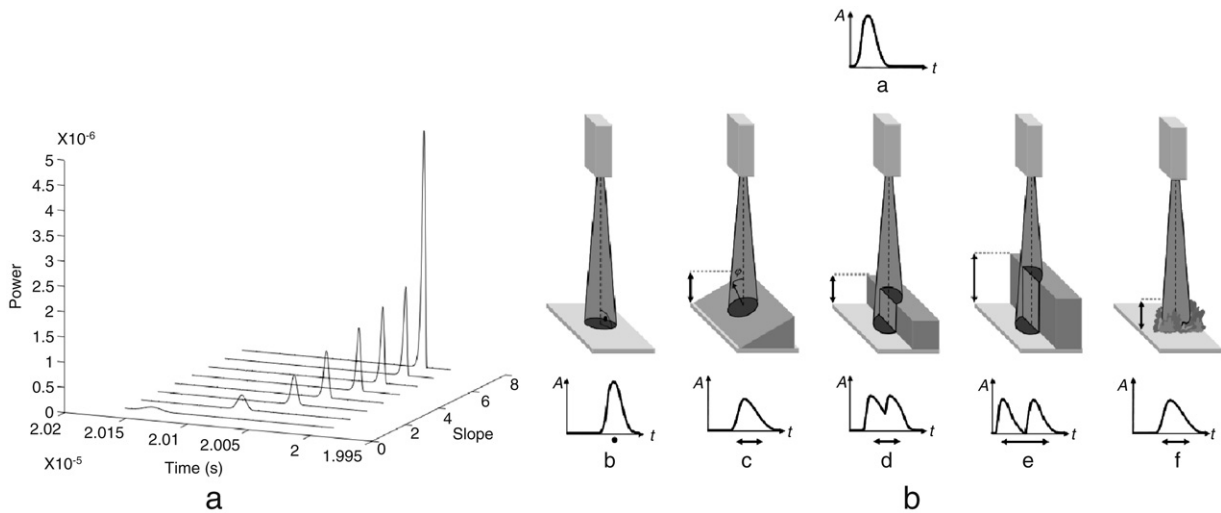 X10⁻⁶
5
4.5
4
3.5
3
2.5
2
1.5
1
0.5
0
Power
2.02
2.015
2.01
2.005
2
1.995
X10⁻⁵
Time (s)
0
2
4
6
8
Slope
a
A
t
a
φ
A
t
b
A
t
c
A
t
d
A
t
e
A
t
f
b